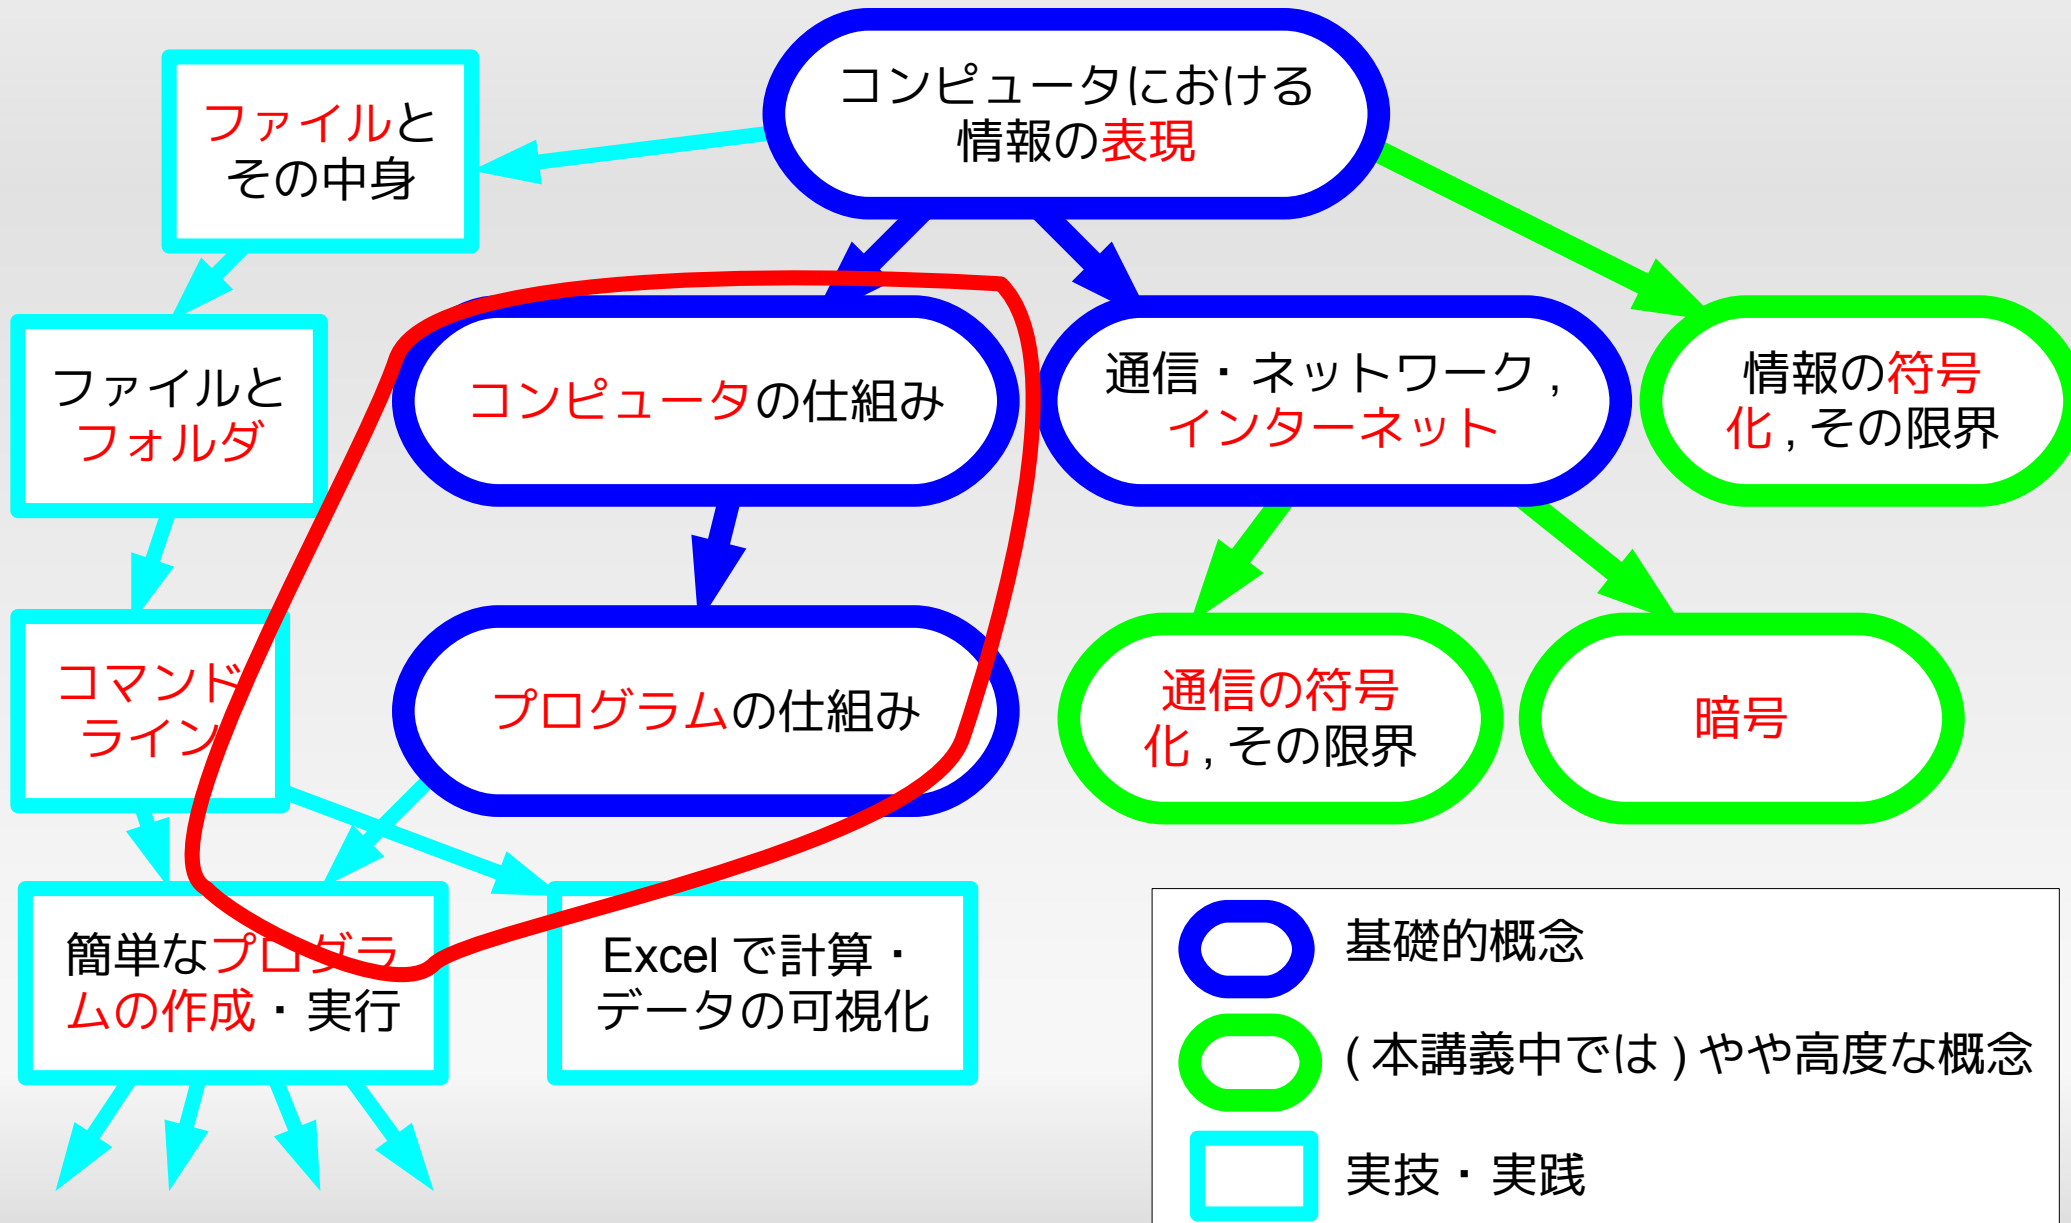 コンピュータにおける
情報の表現
ファイルと
その中身
ファイルと
フォルダ
コンピュータの仕組み
通信・ネットワーク,
インターネット
情報の符号
化,その限界
コマンド
ライン
プログラムの仕組み
通信の符号
化,その限界
暗号
簡単なプログラ
ムの作成・実行
Excel で計算・
データの可視化
基礎的概念
(本講義中では)やや高度な概念
実技・実践